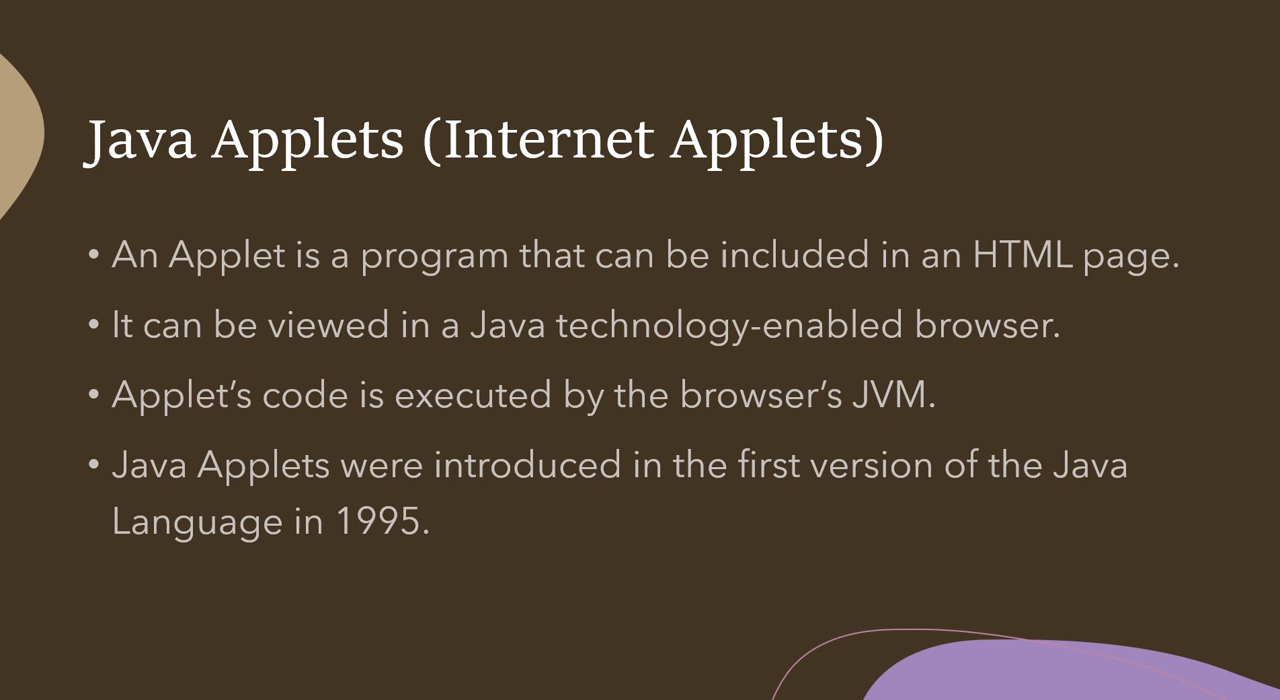 Java Applets (Internet Applets)
• An Applet is a program that can be included in an HTML page.
• It can be viewed in a Java technology-enabled browser.
• Applet’s code is executed by the browser’s JVM.
• Java Applets were introduced in the first version of the Java
Language in 1995.